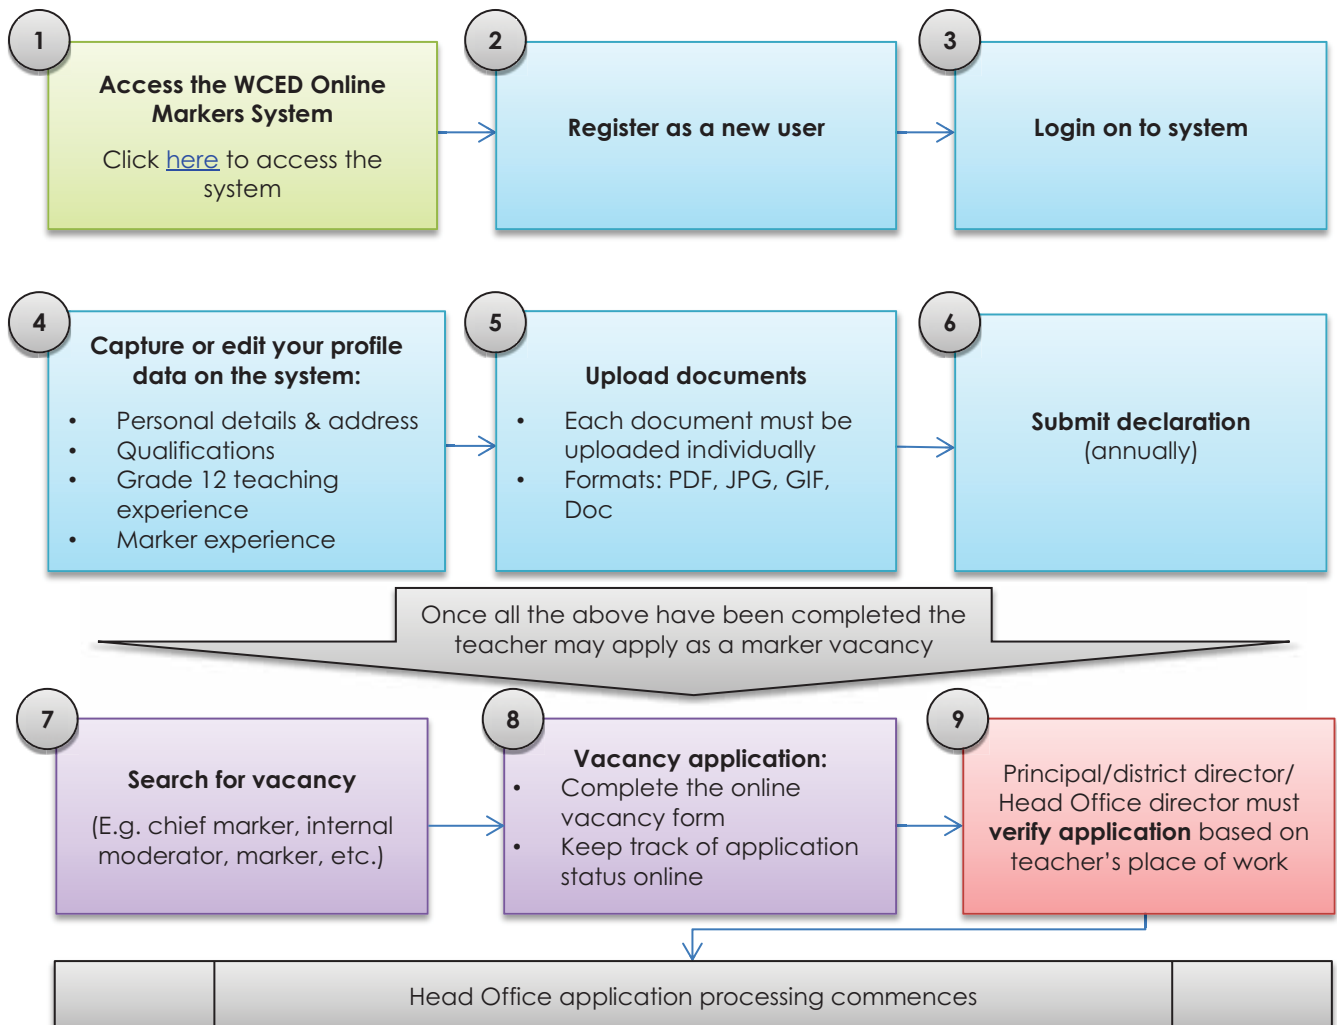 1
Access the WCED Online
Markers System
Click here to access the
system
2
Register as a new user
3
Login on to system
4
Capture or edit your profile
data on the system:
• Personal details & address
• Qualifications
• Grade 12 teaching
experience
• Marker experience
5
Upload documents
• Each document must be
uploaded individually
• Formats: PDF, JPG, GIF,
Doc
6
Submit declaration
(annually)
Once all the above have been completed the
teacher may apply as a marker vacancy
7
Search for vacancy
(E.g. chief marker, internal
moderator, marker, etc.)
8
Vacancy application:
• Complete the online
vacancy form
• Keep track of application
status online
9
Principal/district director/
Head Office director must
verify application based on
teacher’s place of work
Head Office application processing commences